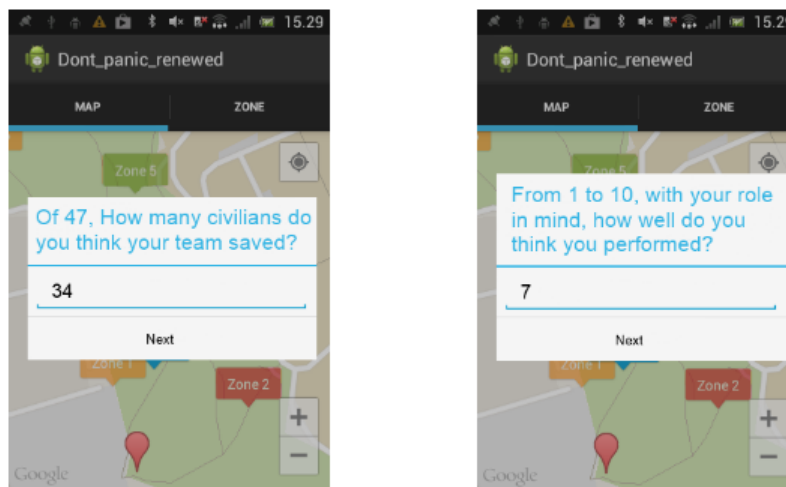 15.29
Dont_panic_renewed
MAP ZONE
Zone 5
Of 47, How many civilians do
you think your team saved?
34
Next
Zone 1
Zone 2
+
−
Google
15.29
Dont_panic_renewed
MAP ZONE
Zone 5
From 1 to 10, with your role
in mind, how well do you
think you performed?
7
Next
Zone 1
Zone 2
+
−
Google